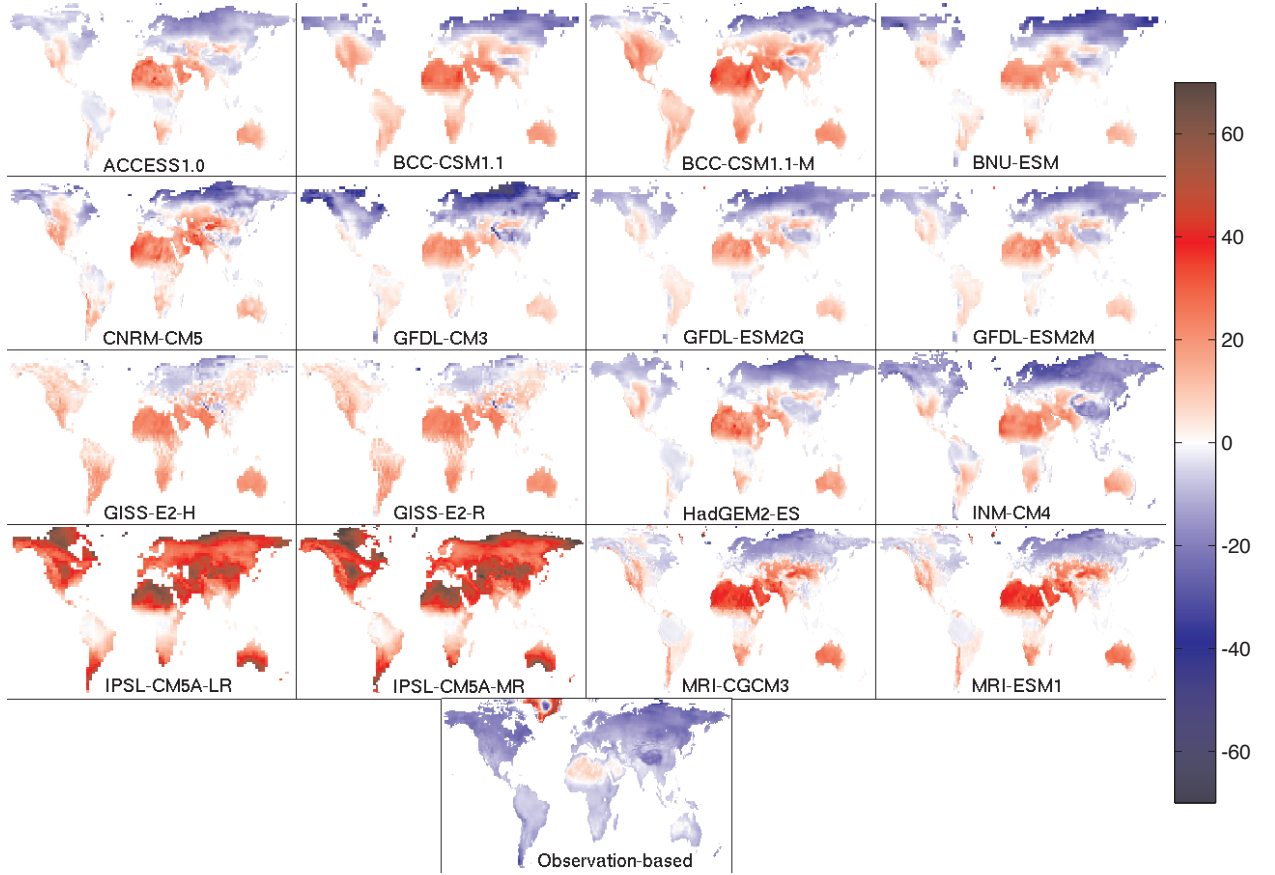 ACCESS1.0
BCC-CSM1.1
BCC-CSM1.1-M
BNU-ESM
CNRM-CM5
GFDL-CM3
GFDL-ESM2G
GFDL-ESM2M
GISS-E2-H
GISS-E2-R
HadGEM2-ES
INM-CM4
IPSL-CM5A-LR
IPSL-CM5A-MR
MRI-CGCM3
MRI-ESM1
Observation-based
60
40
20
0
-20
-40
-60